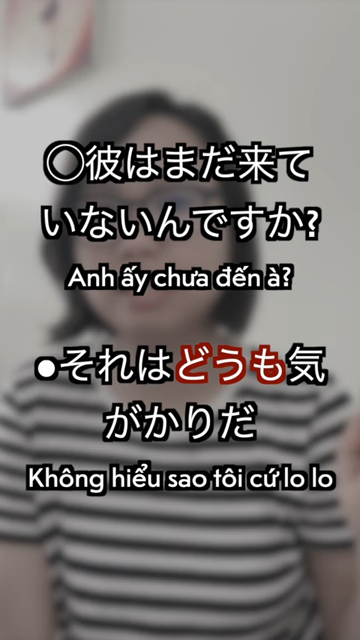 ○彼はまだ来て
いないんですか?
Anh ấy chưa đến à?
●それはどうも気
がかりだ
Không hiểu sao tôi cứ lo lo